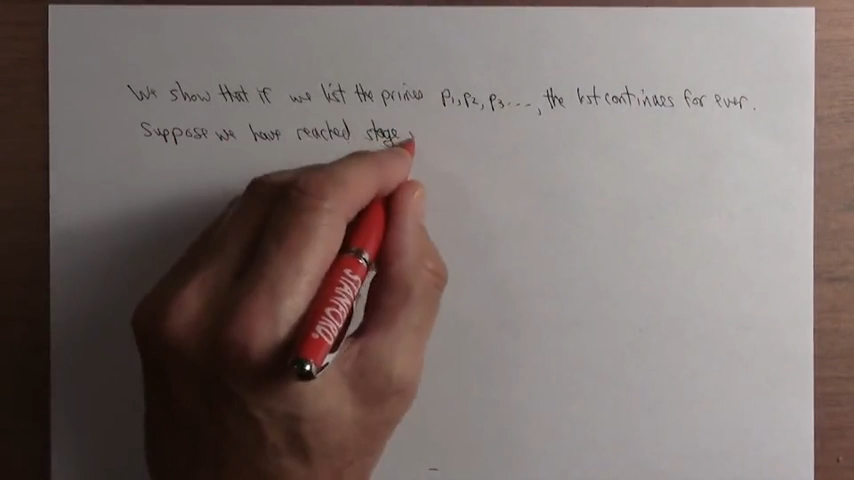 We show that if we list the primes p₁, p₂, p₃ ..., the list continues for ever.
Suppose we have reached stage
STANFORD